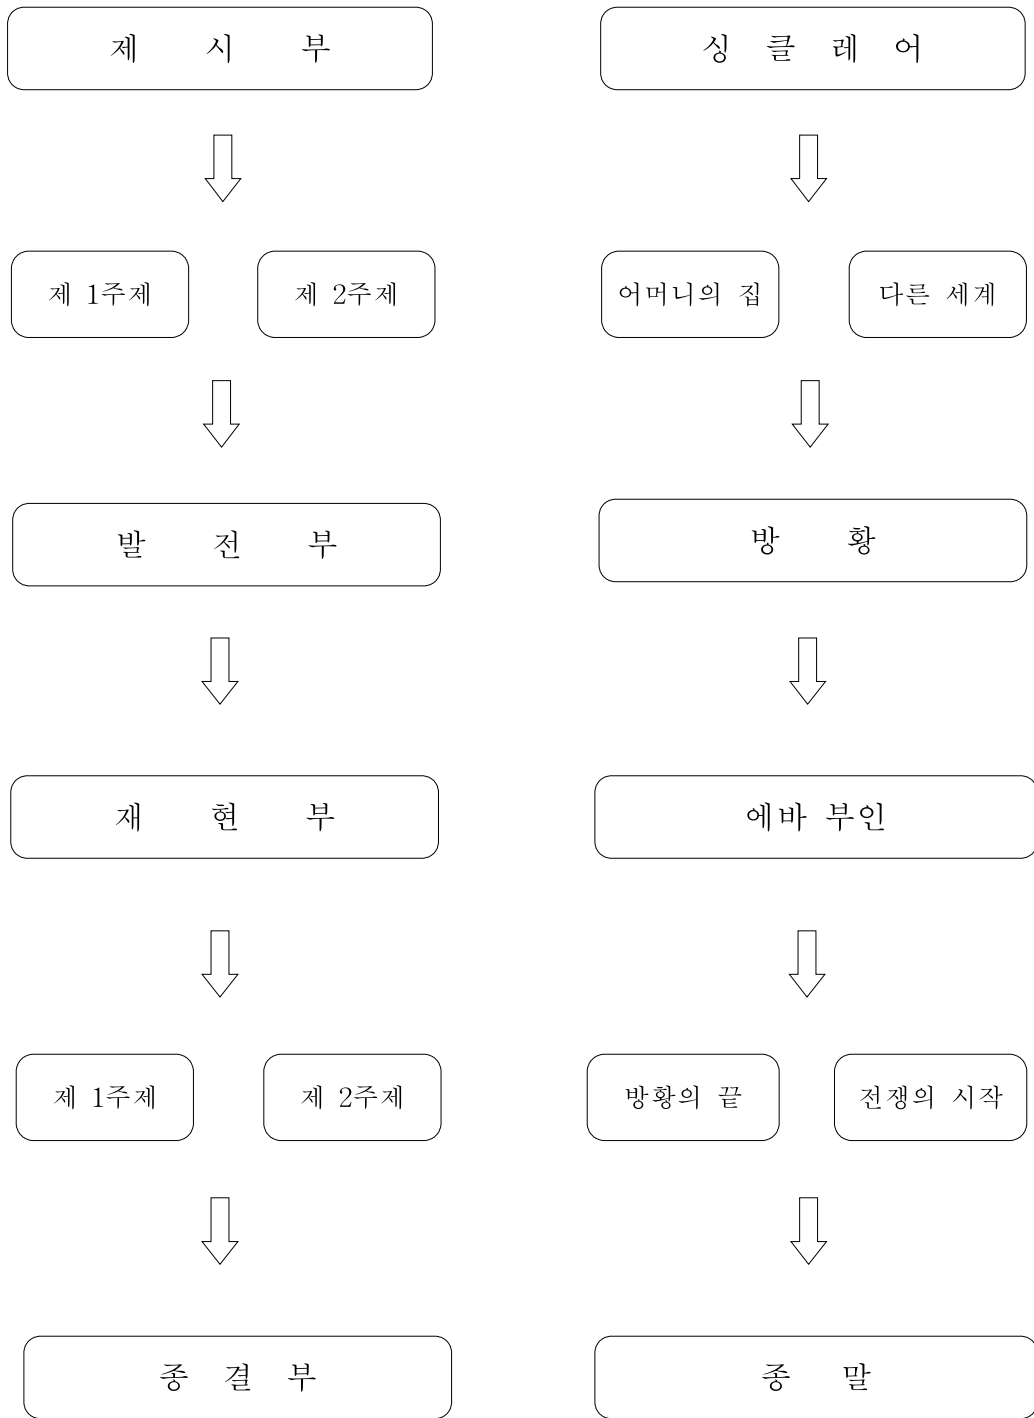 제 시 부
싱 클 레 어
제 1주제
제 2주제
어머니의 집
다른 세계
발 전 부
방 황
재 현 부
에바 부인
제 1주제
제 2주제
방황의 끝
전쟁의 시작
종 결 부
종 말